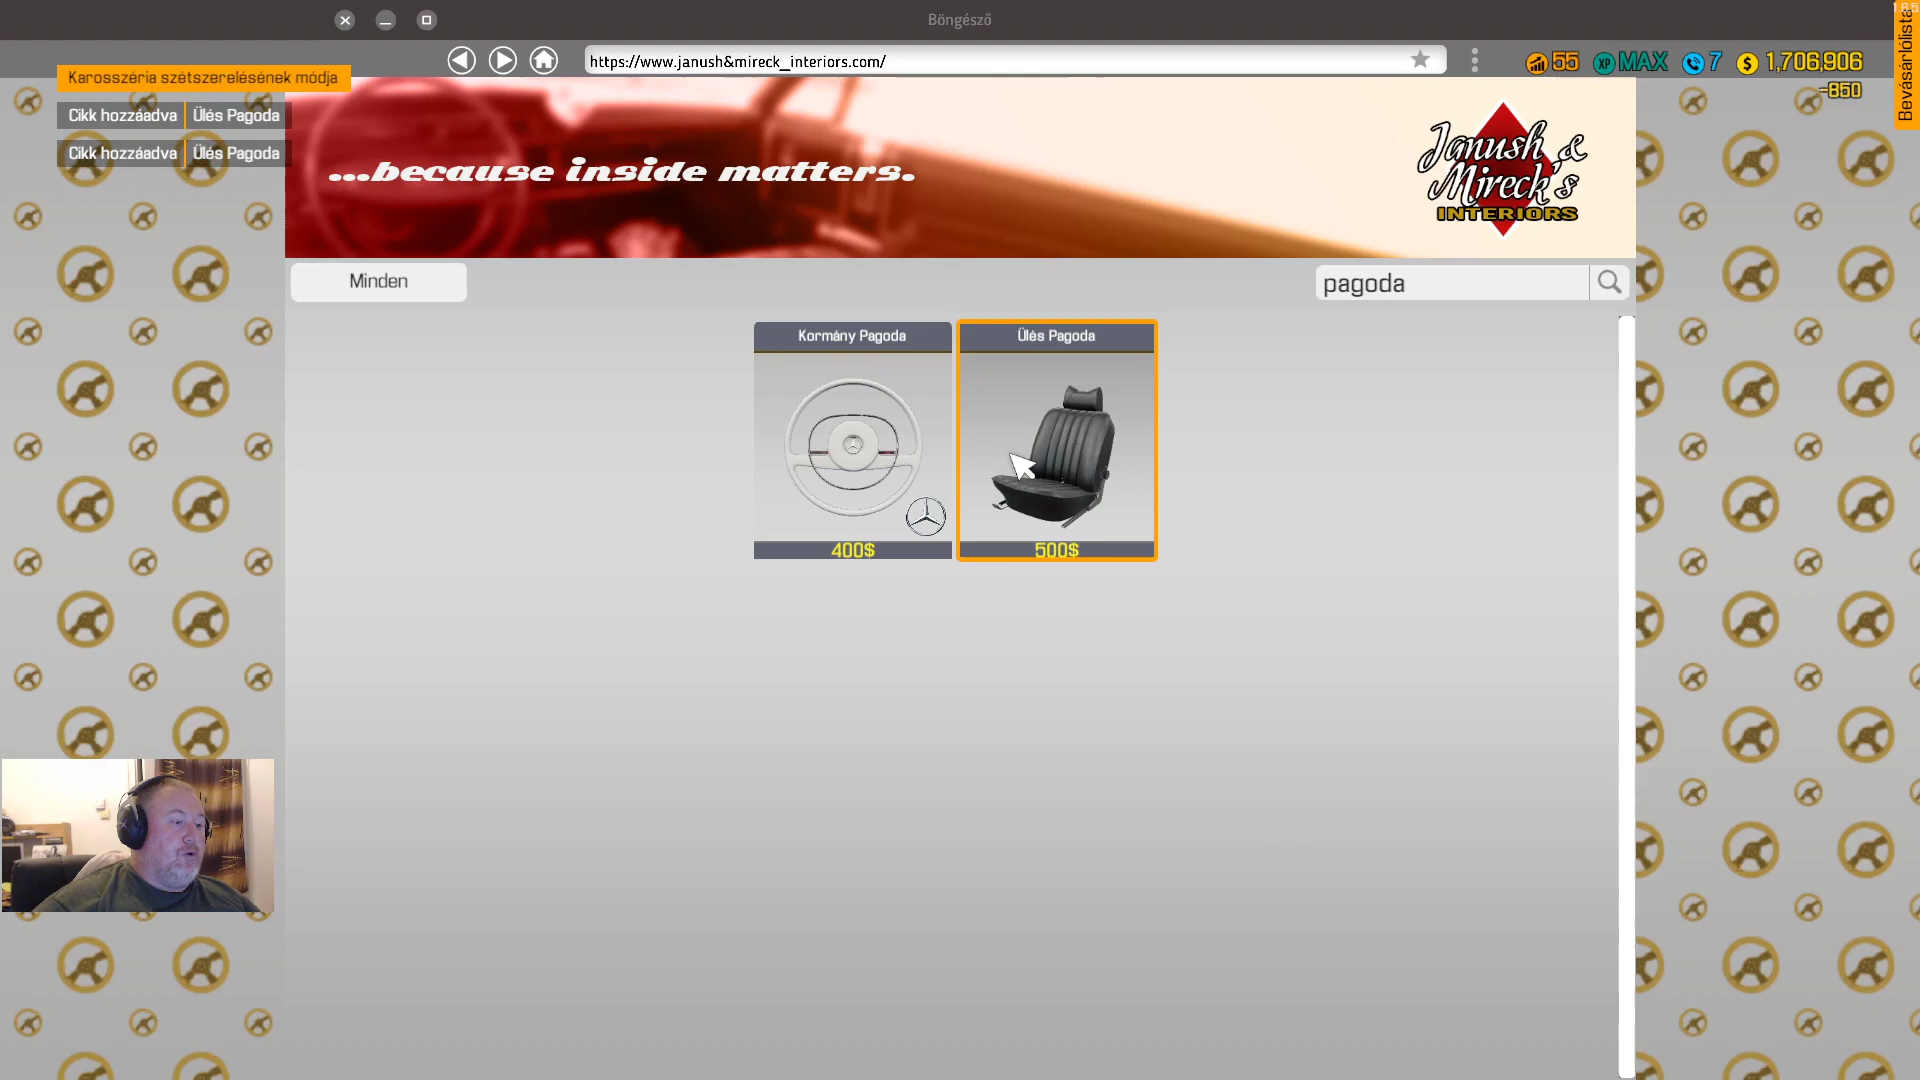 Böngésző
https://www.janush&mireck_interiors.com/
55
XP MAX
7
$ 1,706,906
-850
Bevásárlólista
Karosszéria szétszerelésének módja
Cikk hozzáadva Ülés Pagoda
Cikk hozzáadva Ülés Pagoda
...because inside matters.
Janush &
Mireck's
INTERIORS
Minden
pagoda
Kormány Pagoda
Ülés Pagoda
400$
500$